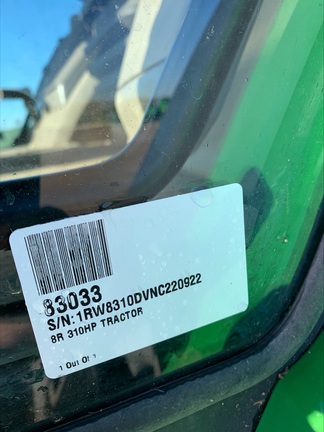 83033
S/N: 1RW8310DVNC220922
8R 310HP TRACTOR
1 Out Of 1